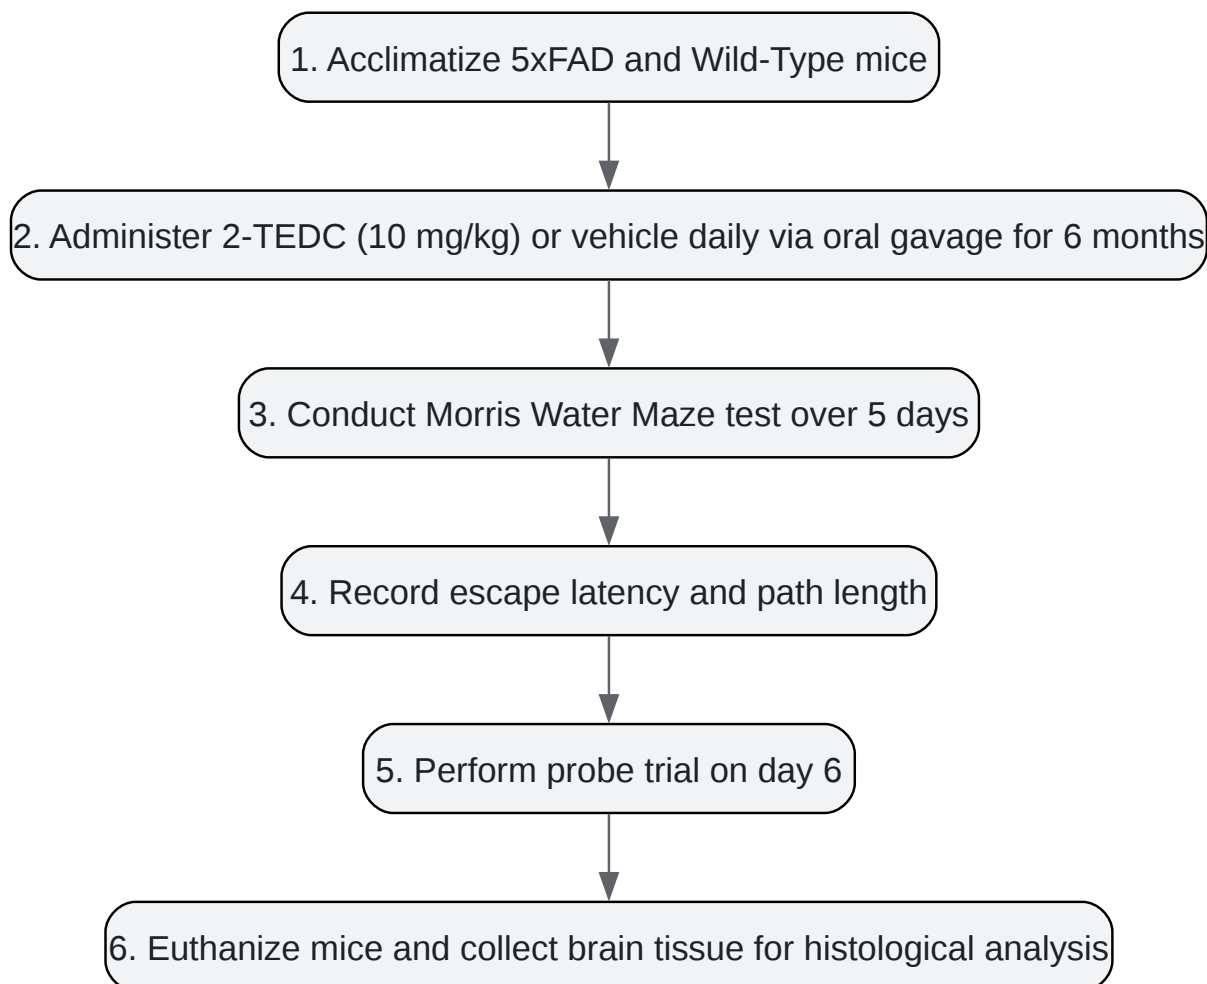 1. Acclimatize 5xFAD and Wild-Type mice
2. Administer 2-TEDC (10 mg/kg) or vehicle daily via oral gavage for 6 months
3. Conduct Morris Water Maze test over 5 days
4. Record escape latency and path length
5. Perform probe trial on day 6
6. Euthanize mice and collect brain tissue for histological analysis